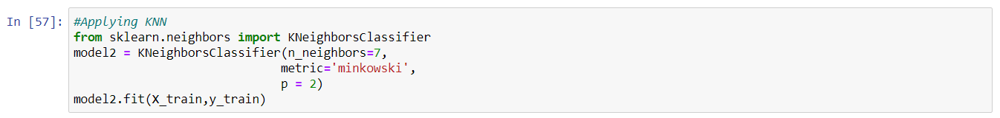 In [57]: #Applying KNN
from sklearn.neighbors import KNeighborsClassifier
model2 = KNeighborsClassifier(n_neighbors=7,
                              metric='minkowski',
                              p = 2)
model2.fit(X_train,y_train)